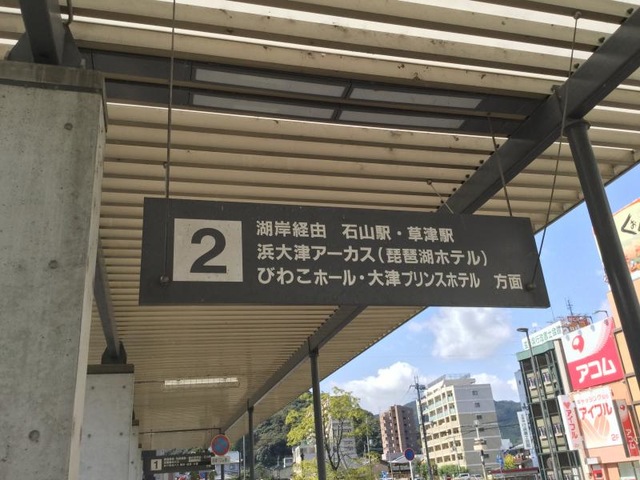 2
湖岸経由 石山駅・草津駅
浜大津アーカス(琵琶湖ホテル)
びわこホール・大津プリンスホテル 方面
1
アコム
アイフル
2F